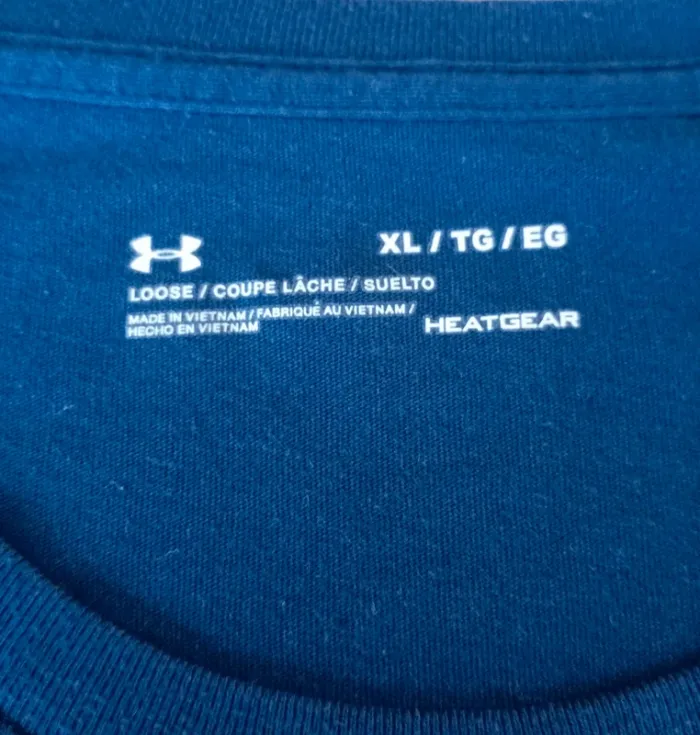 XL / TG / EG
LOOSE / COUPE LÂCHE / SUELTO
MADE IN VIETNAM / FABRIQUÉ AU VIETNAM /
HECHO EN VIETNAM
HEATGEAR